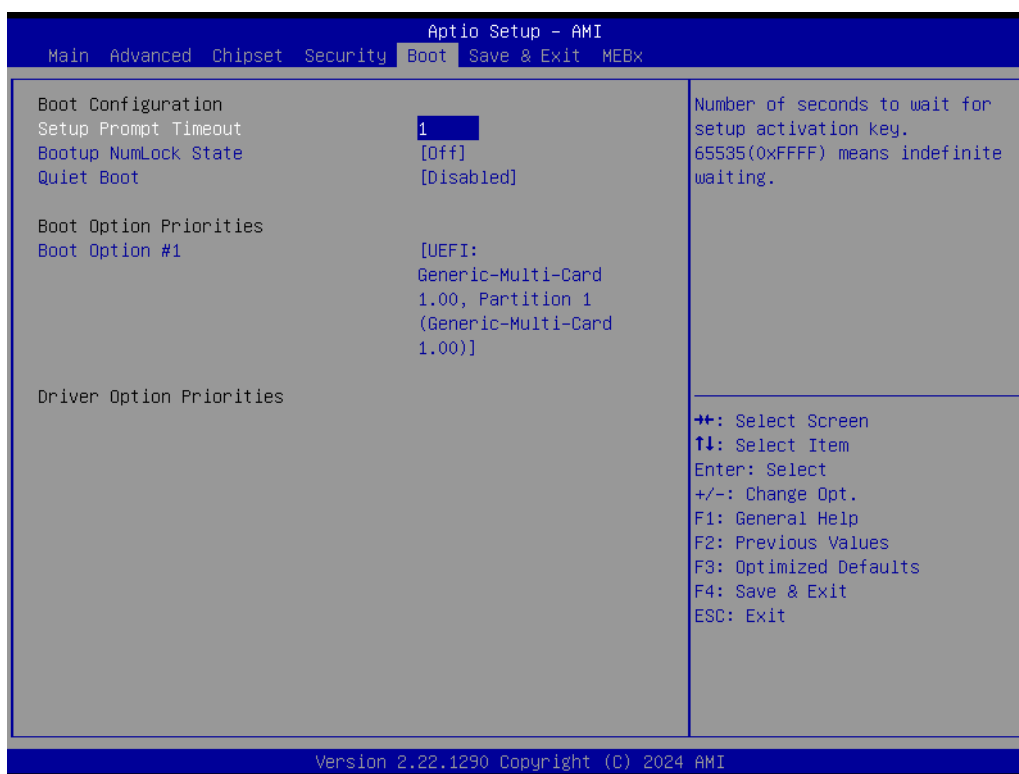 Aptio Setup – AMI
Main Advanced Chipset Security Boot Save & Exit MEBx
Boot Configuration
Setup Prompt Timeout 1
Bootup NumLock State [Off]
Quiet Boot [Disabled]
Boot Option Priorities
Boot Option #1 [UEFI:
Generic-Multi-Card
1.00, Partition 1
(Generic-Multi-Card
1.00)]
Driver Option Priorities
Number of seconds to wait for
setup activation key.
65535(0xFFFF) means indefinite
waiting.
→←: Select Screen
↑↓: Select Item
Enter: Select
+/-: Change Opt.
F1: General Help
F2: Previous Values
F3: Optimized Defaults
F4: Save & Exit
ESC: Exit
Version 2.22.1290 Copyright (C) 2024 AMI